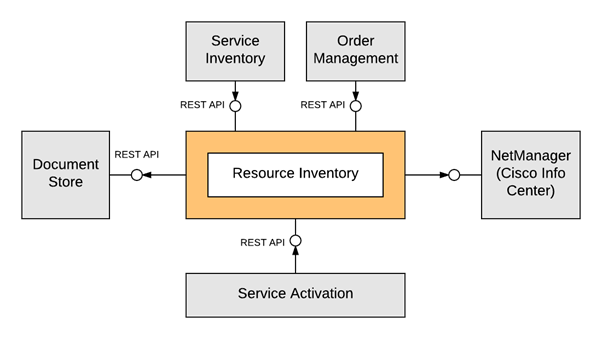 Service
Inventory
Order
Management
REST API
REST API
Document
Store
REST API
Resource Inventory
NetManager
(Cisco Info
Center)
REST API
Service Activation